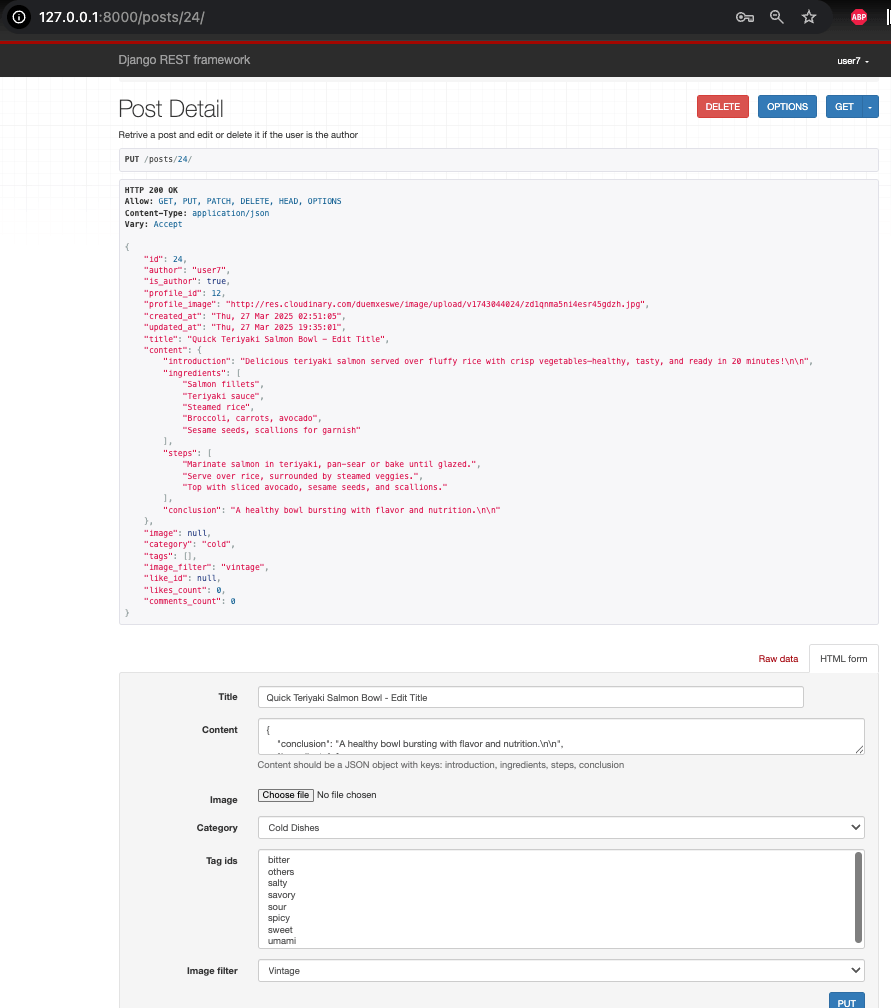 127.0.0.1:8000/posts/24/
ABP
Django REST framework
user7
Post Detail
DELETE
OPTIONS
GET
Retrive a post and edit or delete it if the user is the author
PUT /posts/24/
HTTP 200 OK
Allow: GET, PUT, PATCH, DELETE, HEAD, OPTIONS
Content-Type: application/json
Vary: Accept
{
"id": 24,
"author": "user7",
"is_author": true,
"profile_id": 12,
"profile_image": "http://res.cloudinary.com/duemxeswe/image/upload/v1743044024/zd1qnma5ni4esr45gdzh.jpg",
"created_at": "Thu, 27 Mar 2025 02:51:05",
"updated_at": "Thu, 27 Mar 2025 19:35:01",
"title": "Quick Teriyaki Salmon Bowl - Edit Title",
"content": {
"introduction": "Delicious teriyaki salmon served over fluffy rice with crisp vegetables—healthy, tasty, and ready in 20 minutes!\n\n",
"ingredients": [
"Salmon fillets",
"Teriyaki sauce",
"Steamed rice",
"Broccoli, carrots, avocado",
"Sesame seeds, scallions for garnish"
],
"steps": [
"Marinate salmon in teriyaki, pan-sear or bake until glazed.",
"Serve over rice, surrounded by steamed veggies.",
"Top with sliced avocado, sesame seeds, and scallions."
],
"conclusion": "A healthy bowl bursting with flavor and nutrition.\n\n"
},
"image": null,
"category": "cold",
"tags": [],
"image_filter": "vintage",
"like_id": null,
"likes_count": 0,
"comments_count": 0
}
Raw data
HTML form
Title
Quick Teriyaki Salmon Bowl - Edit Title
Content
{
"conclusion": "A healthy bowl bursting with flavor and nutrition.\n\n",
Content should be a JSON object with keys: introduction, ingredients, steps, conclusion
Image
Choose file No file chosen
Category
Cold Dishes
Tag ids
bitter
others
salty
savory
sour
spicy
sweet
umami
Image filter
Vintage
PUT